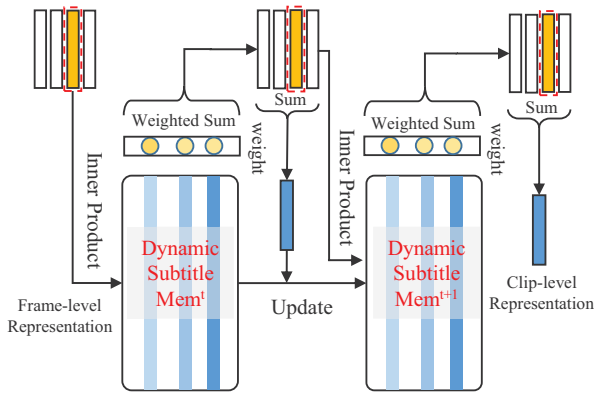 Sum
Sum
Weighted Sum
weight
Weighted Sum
weight
Inner Product
Inner Product
Dynamic
Subtitle
Mem^t
Dynamic
Subtitle
Mem^t+1
Frame-level
Representation
Update
Clip-level
Representation